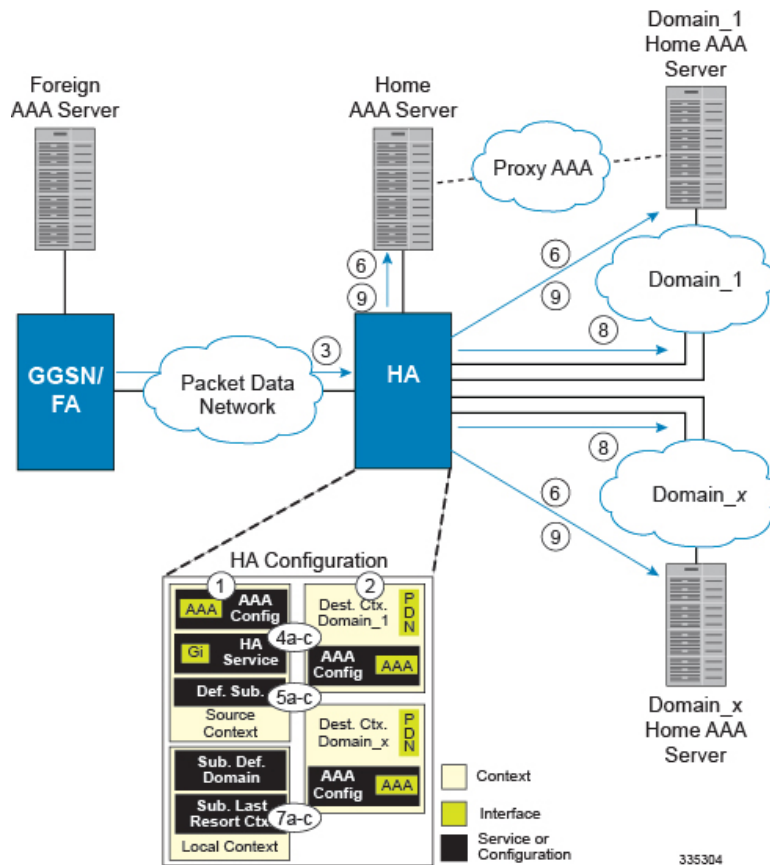 Domain_1
Home AAA
Server
Foreign
AAA Server
Home
AAA Server
Proxy AAA
6
9
6
9
Domain_1
8
3
GGSN/
FA
Packet Data
Network
HA
8
6
9
Domain_x
HA Configuration
1
2
AAA
AAA
Config
4a-c
Gi
HA
Service
Def. Sub.
5a-c
Source
Context
Dest. Ctx.
Domain_1
PDN
AAA
Config
AAA
Dest. Ctx.
Domain_x
PDN
AAA
Config
AAA
Sub. Def.
Domain
Sub. Last
Resort Ctx
7a-c
Local Context
Domain_x
Home AAA
Server
Context
Interface
Service or
Configuration
335304